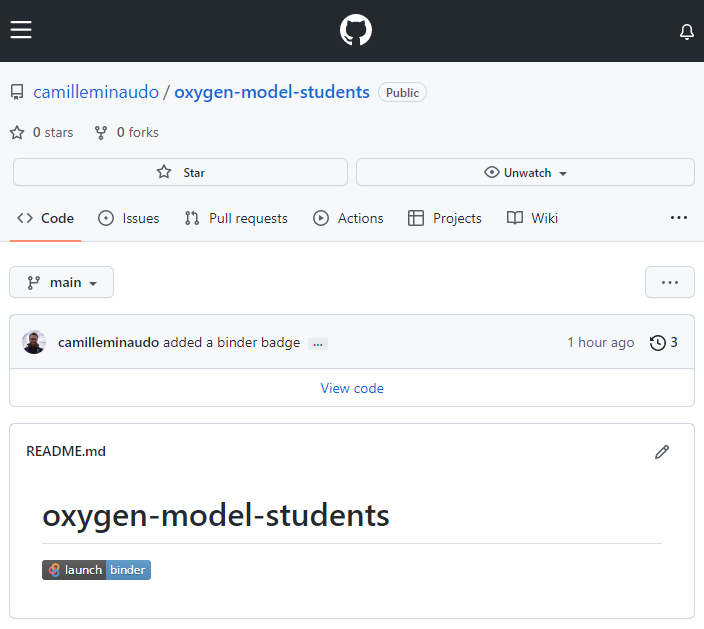 camilleminaudo / oxygen-model-students Public
0 stars 0 forks
Star Unwatch
Code Issues Pull requests Actions Projects Wiki ...
main ...
camilleminaudo added a binder badge ... 1 hour ago 3
View code
README.md
oxygen-model-students
launch binder